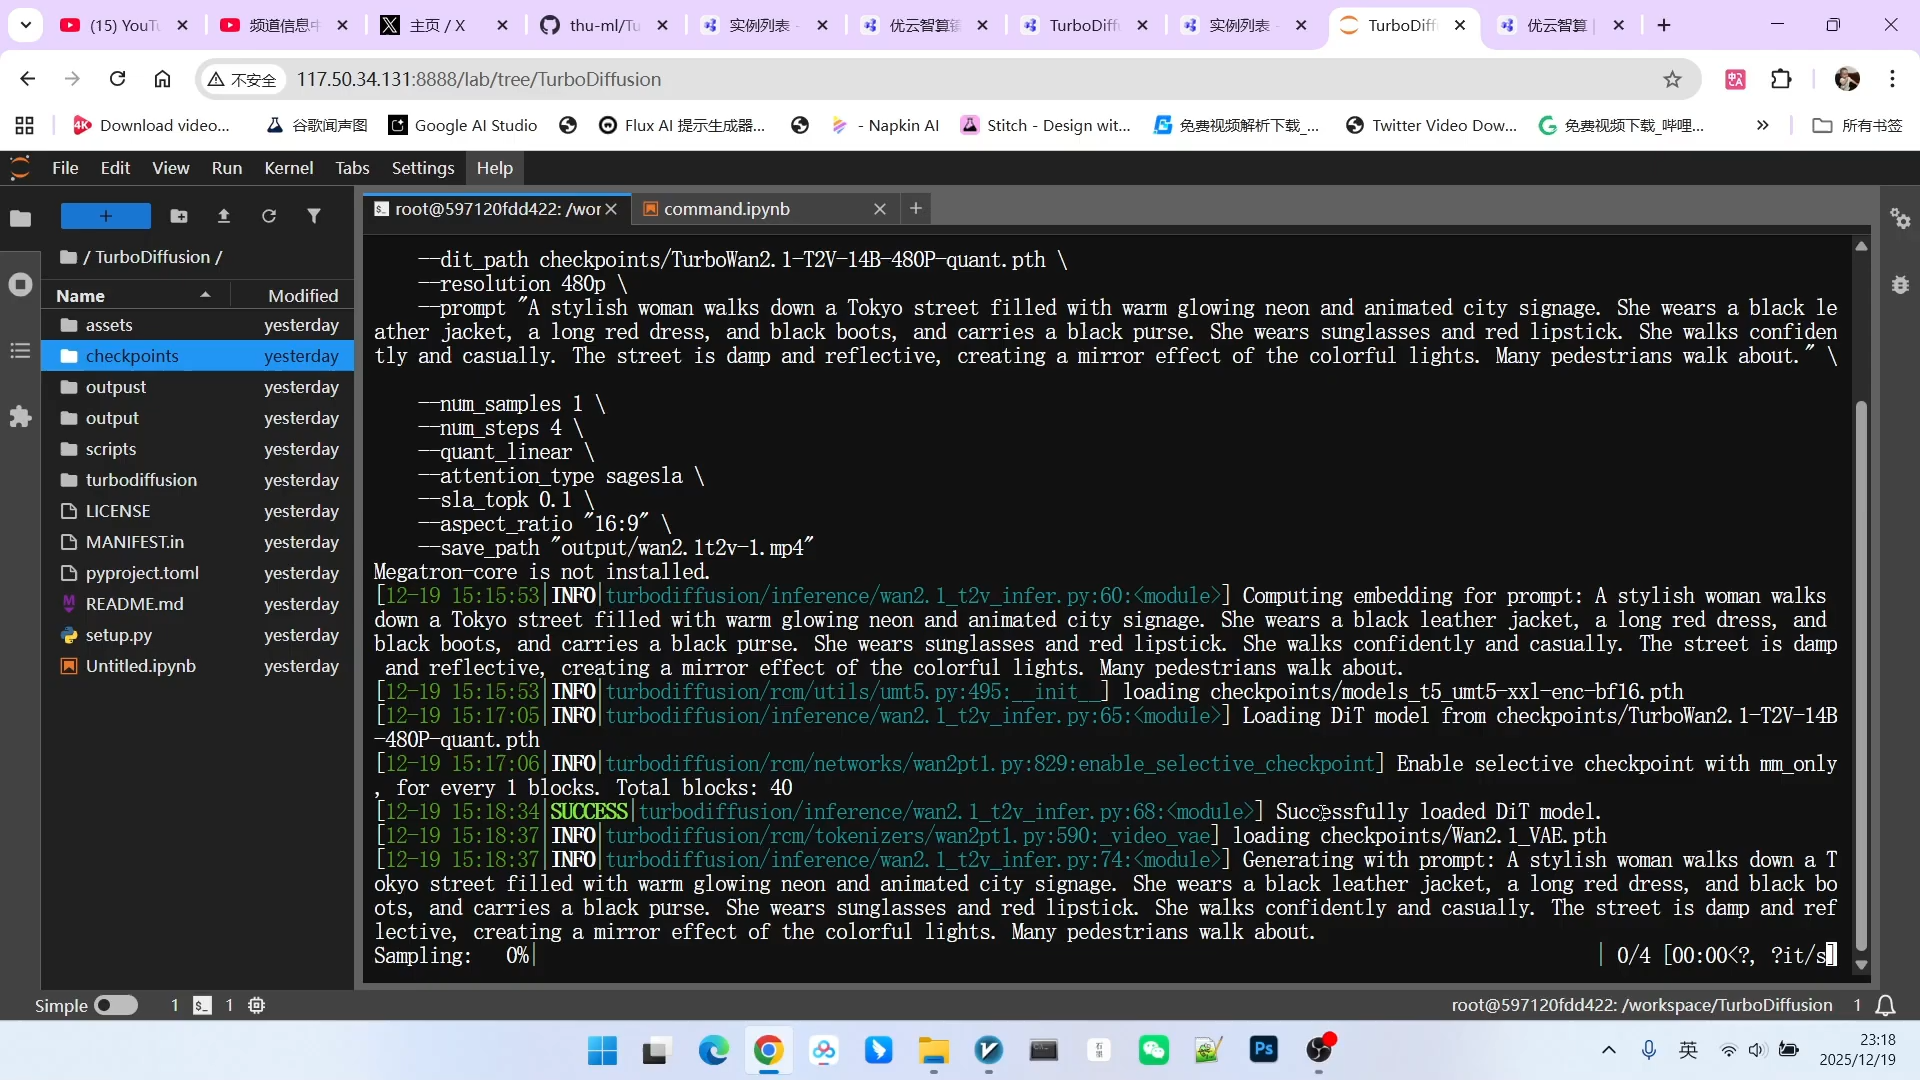 (15) YouTu
频道信息中
主页 / X
thu-ml/Tu
实例列表 -
优云智算镜
TurboDiff
实例列表 -
TurboDiff
优云智算 |
不安全
117.50.34.131:8888/lab/tree/TurboDiffusion
Download video...
谷歌闻声图
Google AI Studio
Flux AI 提示生成器...
- Napkin AI
Stitch - Design wit...
免费视频解析下载_...
Twitter Video Dow...
免费视频下载_哔哩...
所有书签
File Edit View Run Kernel Tabs Settings Help
root@597120fdd422: /wor
command.ipynb
/ TurboDiffusion /
Name Modified
assets yesterday
checkpoints yesterday
outpust yesterday
output yesterday
scripts yesterday
turbodiffusion yesterday
LICENSE yesterday
MANIFEST.in yesterday
pyproject.toml yesterday
README.md yesterday
setup.py yesterday
Untitled.ipynb yesterday
--dit_path checkpoints/TurboWan2.1-T2V-14B-480P-quant.pth \
--resolution 480p \
--prompt "A stylish woman walks down a Tokyo street filled with warm glowing neon and animated city signage. She wears a black le
ather jacket, a long red dress, and black boots, and carries a black purse. She wears sunglasses and red lipstick. She walks confiden
tly and casually. The street is damp and reflective, creating a mirror effect of the colorful lights. Many pedestrians walk about." \
--num_samples 1 \
--num_steps 4 \
--quant_linear \
--attention_type sagesla \
--sla_topk 0.1 \
--aspect_ratio "16:9" \
--save_path "output/wan2.1t2v-1.mp4"
Megatron-core is not installed.
[12-19 15:15:53|INFO|turbodiffusion/inference/wan2.1_t2v_infer.py:60:<module>] Computing embedding for prompt: A stylish woman walks
down a Tokyo street filled with warm glowing neon and animated city signage. She wears a black leather jacket, a long red dress, and
black boots, and carries a black purse. She wears sunglasses and red lipstick. She walks confidently and casually. The street is damp
and reflective, creating a mirror effect of the colorful lights. Many pedestrians walk about.
[12-19 15:15:53|INFO|turbodiffusion/rcm/utils/umt5.py:495:__init__] loading checkpoints/models_t5_umt5-xxl-enc-bf16.pth
[12-19 15:17:05|INFO|turbodiffusion/inference/wan2.1_t2v_infer.py:65:<module>] Loading DiT model from checkpoints/TurboWan2.1-T2V-14B
-480P-quant.pth
[12-19 15:17:06|INFO|turbodiffusion/rcm/networks/wan2pt1.py:829:enable_selective_checkpoint] Enable selective checkpoint with mm_only
, for every 1 blocks. Total blocks: 40
[12-19 15:18:34|SUCCESS|turbodiffusion/inference/wan2.1_t2v_infer.py:68:<module>] Successfully loaded DiT model.
[12-19 15:18:37|INFO|turbodiffusion/rcm/tokenizers/wan2pt1.py:590:_video_vae] loading checkpoints/Wan2.1_VAE.pth
[12-19 15:18:37|INFO|turbodiffusion/inference/wan2.1_t2v_infer.py:74:<module>] Generating with prompt: A stylish woman walks down a T
okyo street filled with warm glowing neon and animated city signage. She wears a black leather jacket, a long red dress, and black bo
ots, and carries a black purse. She wears sunglasses and red lipstick. She walks confidently and casually. The street is damp and ref
lective, creating a mirror effect of the colorful lights. Many pedestrians walk about.
Sampling: 0%| | 0/4 [00:00<?, ?it/s]
Simple 1 1
root@597120fdd422: /workspace/TurboDiffusion 1
Ps
英
23:18
2025/12/19